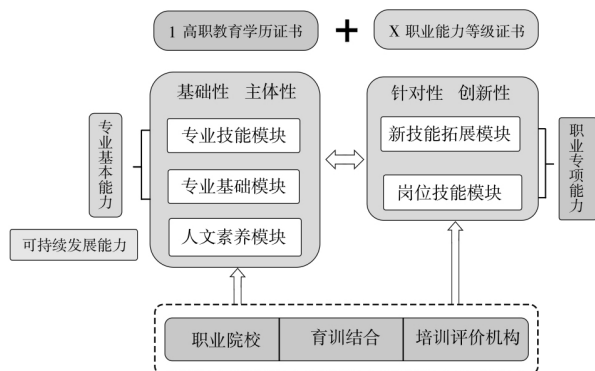 1 高职教育学历证书
X 职业能力等级证书
基础性 主体性
针对性 创新性
专业基本能力
专业技能模块
专业基础模块
人文素养模块
可持续发展能力
新技能拓展模块
岗位技能模块
职业专项能力
职业院校
育训结合
培训评价机构